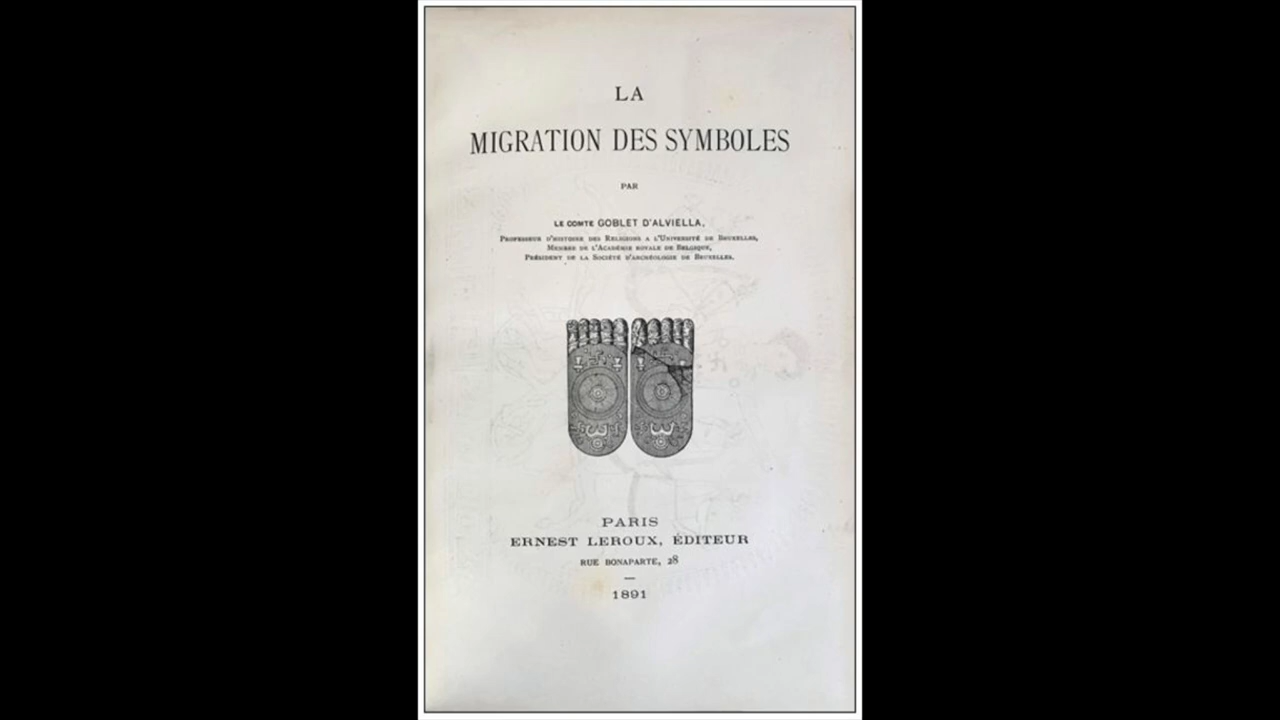 LA
MIGRATION DES SYMBOLES
PAR
LE COMTE GOBLET D'ALVIELLA,
PROFESSEUR D'HISTOIRE DES RELIGIONS A L'UNIVERSITÉ DE BRUXELLES,
MEMBRE DE L'ACADÉMIE ROYALE DE BELGIQUE,
PRÉSIDENT DE LA SOCIÉTÉ D'ARCHÉOLOGIE DE BRUXELLES.
PARIS
ERNEST LEROUX, ÉDITEUR
RUE BONAPARTE, 28
1891